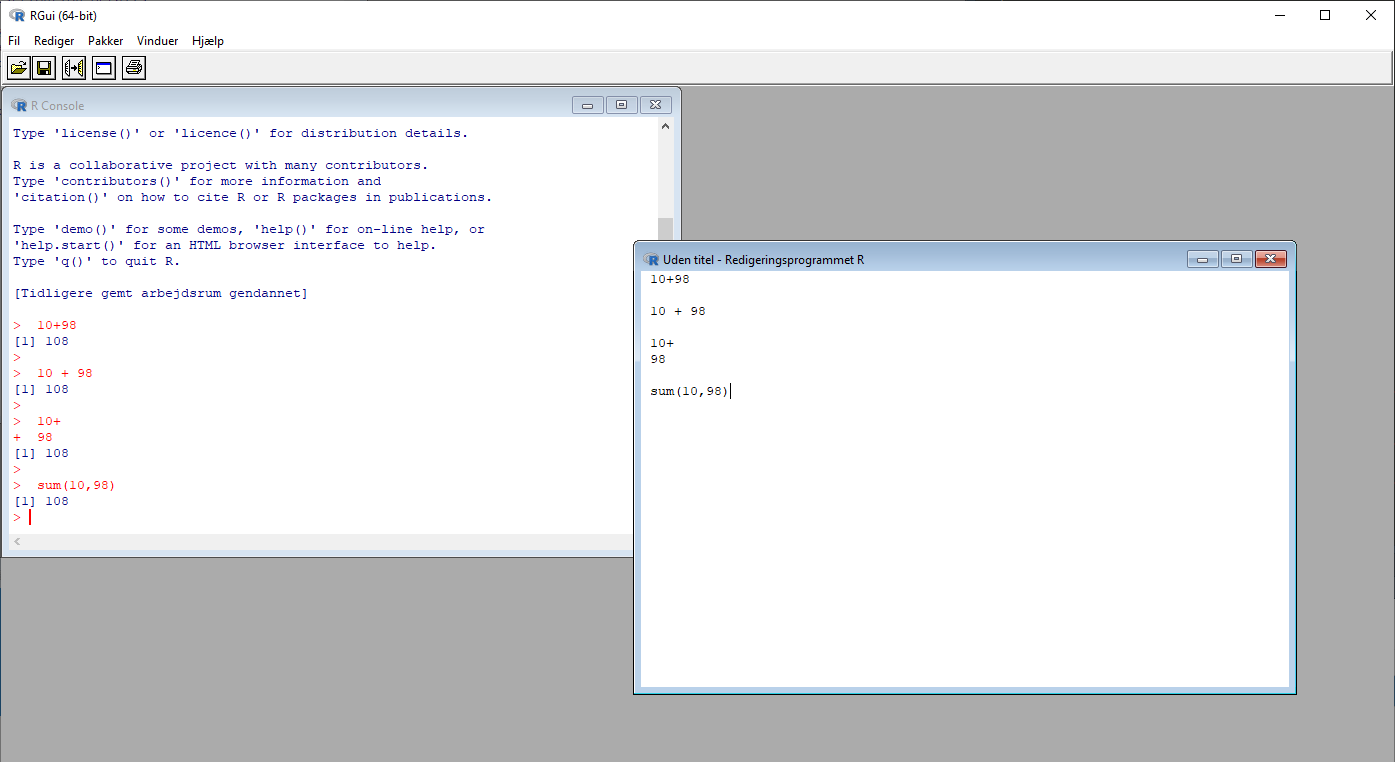 RGui (64-bit)
Fil Rediger Pakker Vinduer Hjælp
R Console
Type 'license()' or 'licence()' for distribution details.
R is a collaborative project with many contributors.
Type 'contributors()' for more information and
'citation()' on how to cite R or R packages in publications.
Type 'demo()' for some demos, 'help()' for on-line help, or
'help.start()' for an HTML browser interface to help.
Type 'q()' to quit R.
[Tidligere gemt arbejdsrum gendannet]
> 10+98
[1] 108
>
> 10 + 98
[1] 108
>
> 10+
+ 98
[1] 108
>
> sum(10,98)
[1] 108
>
Uden titel - Redigeringsprogrammet R
10+98
10 + 98
10+
98
sum(10,98)